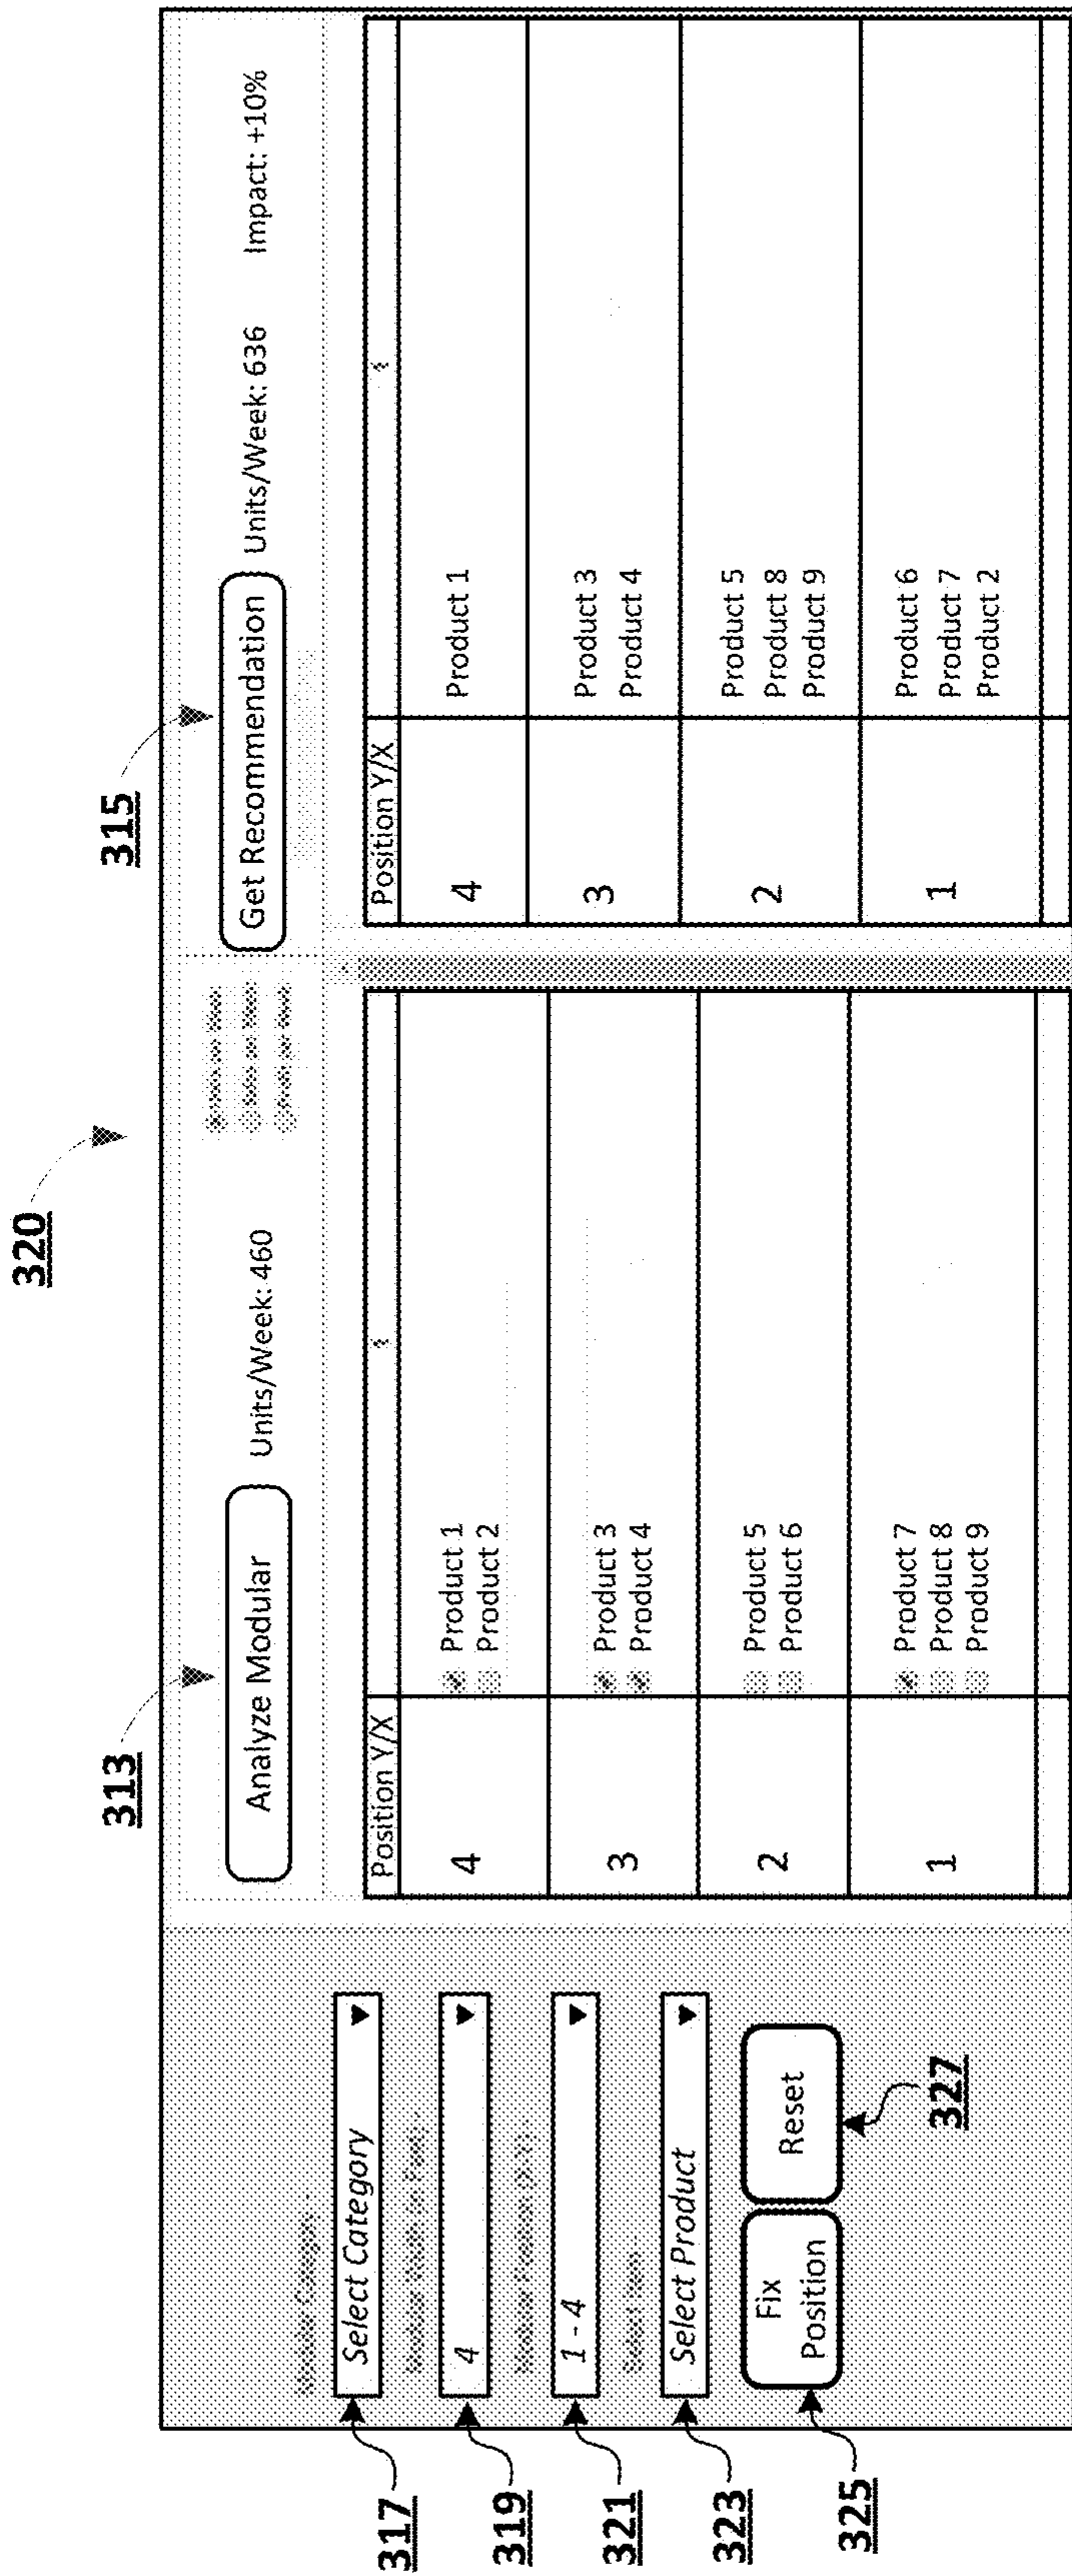 320
313
315
Analyze Modular
Units/Week: 460
Get Recommendation
Units/Week: 636
Impact: +10%
317
Select Category
319
4
321
1 - 4
323
Select Product
325
Fix
Position
Reset
327
Position Y/X
4
Product 1
Product 2
3
Product 3
Product 4
2
Product 5
Product 6
1
Product 7
Product 8
Product 9
Position Y/X
4
Product 1
3
Product 3
Product 4
2
Product 5
Product 8
Product 9
1
Product 6
Product 7
Product 2